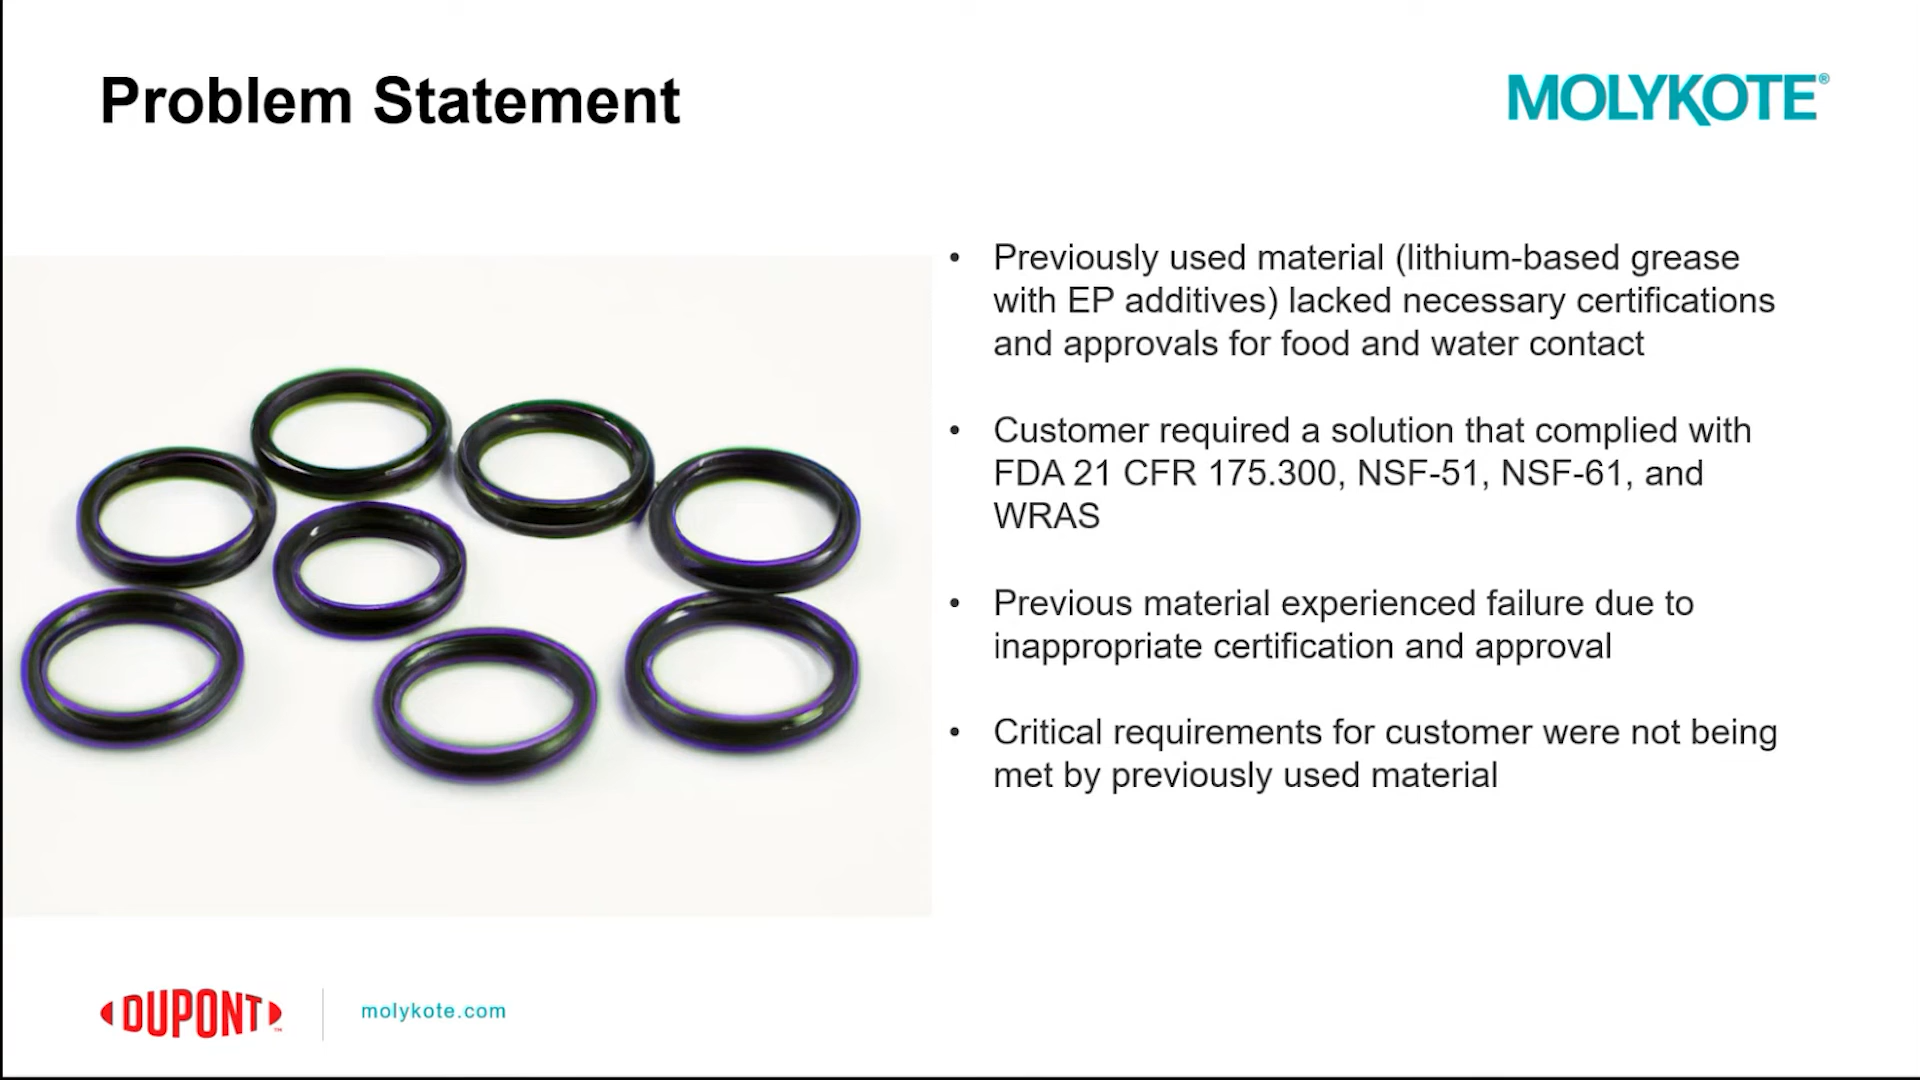 Problem Statement
MOLYKOTE®
• Previously used material (lithium-based grease
with EP additives) lacked necessary certifications
and approvals for food and water contact
• Customer required a solution that complied with
FDA 21 CFR 175.300, NSF-51, NSF-61, and
WRAS
• Previous material experienced failure due to
inappropriate certification and approval
• Critical requirements for customer were not being
met by previously used material
DUPONT™
molykote.com